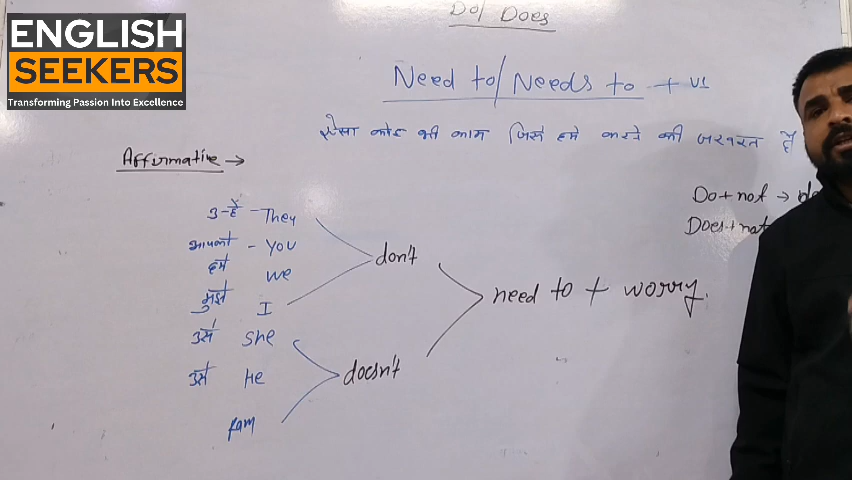 ENGLISH
SEEKERS
Transforming Passion Into Excellence
Do/ Does
Need to/ Needs to + V1
ऐसा कोई भी काम जिसे हमे करने की जरूरत है
Affirmative →
Do + not →
Does + not
उन्हें - They
आपको - you
हमें we
मुझे I
उसे she
उसे He
Ram
don't
doesn't
need to + worry.